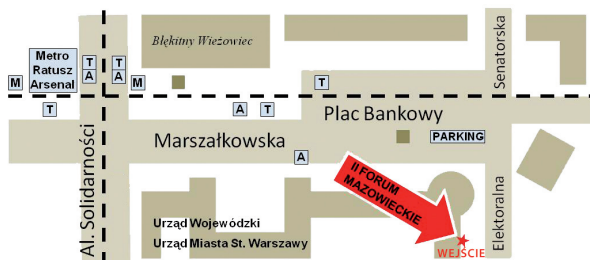 Błękitny Wieżowiec
Metro
Ratusz
Arsenał
M
T
A
T
A
M
T
T
A
T
A
Senatorska
Plac Bankowy
Marszałkowska
PARKING
Al. Solidarności
II FORUM
MAZOWIECKIE
Urząd Wojewódzki
Urząd Miasta St. Warszawy
Elektoralna
WEJŚCIE